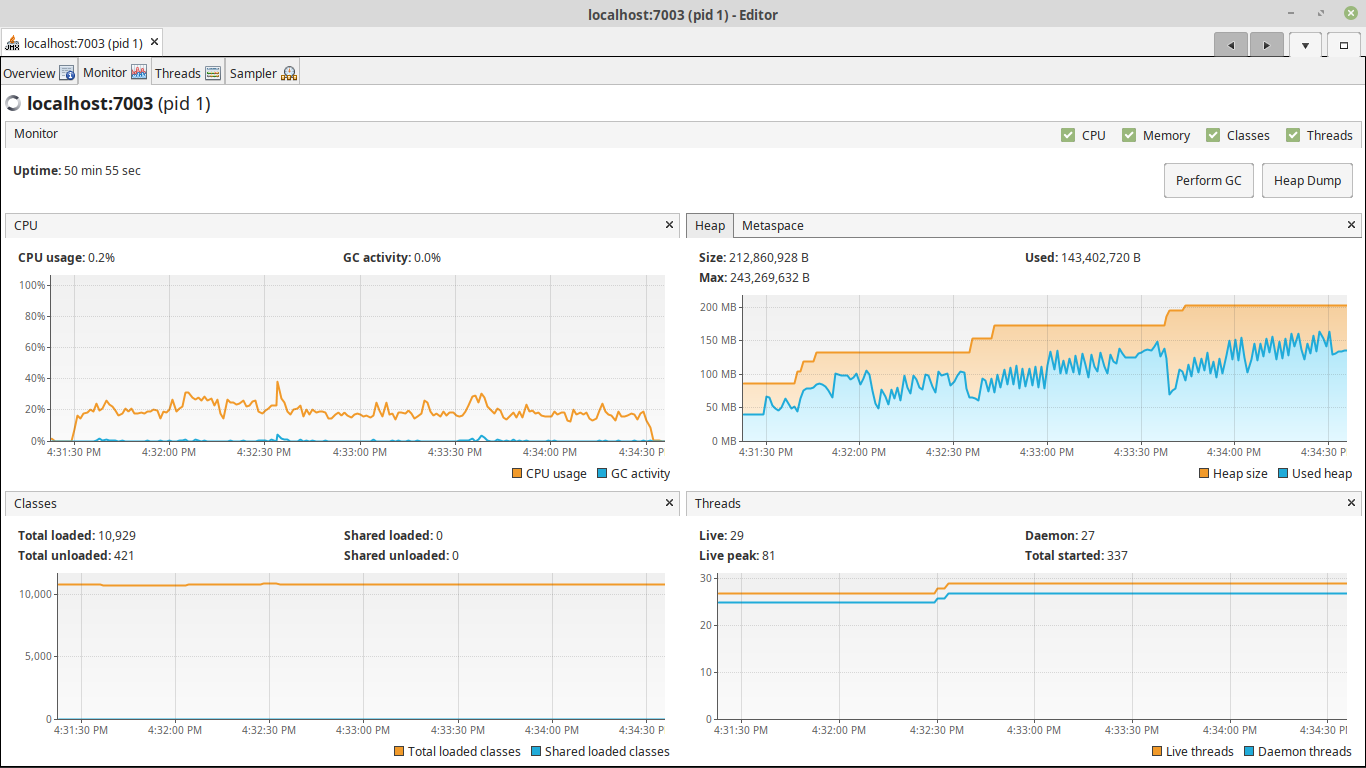 localhost:7003 (pid 1) - Editor
JMX localhost:7003 (pid 1)
Overview Monitor Threads Sampler
localhost:7003 (pid 1)
Monitor CPU Memory Classes Threads
Uptime: 50 min 55 sec
Perform GC Heap Dump
CPU
CPU usage: 0.2% GC activity: 0.0%
100%
80%
60%
40%
20%
0%
4:31:30 PM 4:32:00 PM 4:32:30 PM 4:33:00 PM 4:33:30 PM 4:34:00 PM 4:34:30 P
CPU usage GC activity
Heap Metaspace
Size: 212,860,928 B Used: 143,402,720 B
Max: 243,269,632 B
200 MB
150 MB
100 MB
50 MB
0 MB
4:31:30 PM 4:32:00 PM 4:32:30 PM 4:33:00 PM 4:33:30 PM 4:34:00 PM 4:34:30 P
Heap size Used heap
Classes
Total loaded: 10,929 Shared loaded: 0
Total unloaded: 421 Shared unloaded: 0
10,000
5,000
0
4:31:30 PM 4:32:00 PM 4:32:30 PM 4:33:00 PM 4:33:30 PM 4:34:00 PM 4:34:30 P
Total loaded classes Shared loaded classes
Threads
Live: 29 Daemon: 27
Live peak: 81 Total started: 337
30
20
10
0
4:31:30 PM 4:32:00 PM 4:32:30 PM 4:33:00 PM 4:33:30 PM 4:34:00 PM 4:34:30 P
Live threads Daemon threads